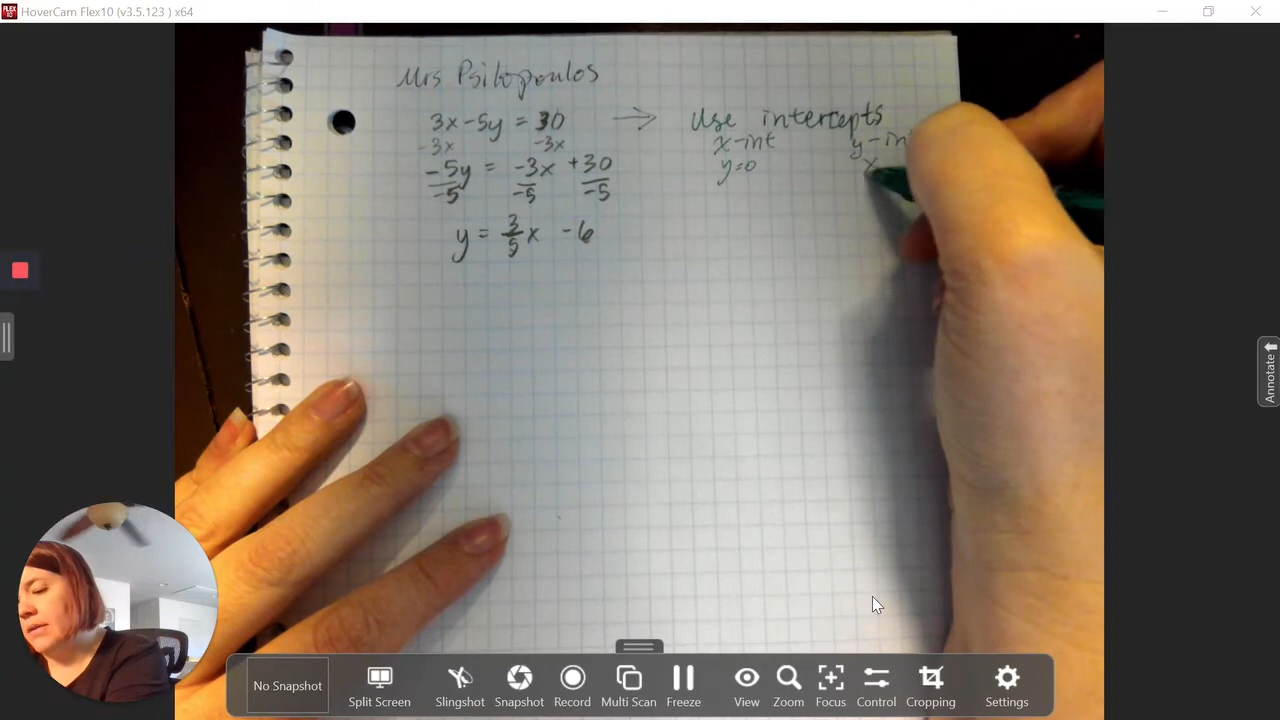 HoverCam Flex10 (v3.5.123 ) x64
Mrs Psilopoulos
3x-5y = 30
-3x -3x
-5y = -3x +30
-5 -5 -5
y = 3/5 x -6
→ Use intercepts
x-int y-in
y=0 x
Annotate
No Snapshot
Split Screen
Slingshot
Snapshot
Record
Multi Scan
Freeze
View
Zoom
Focus
Control
Cropping
Settings